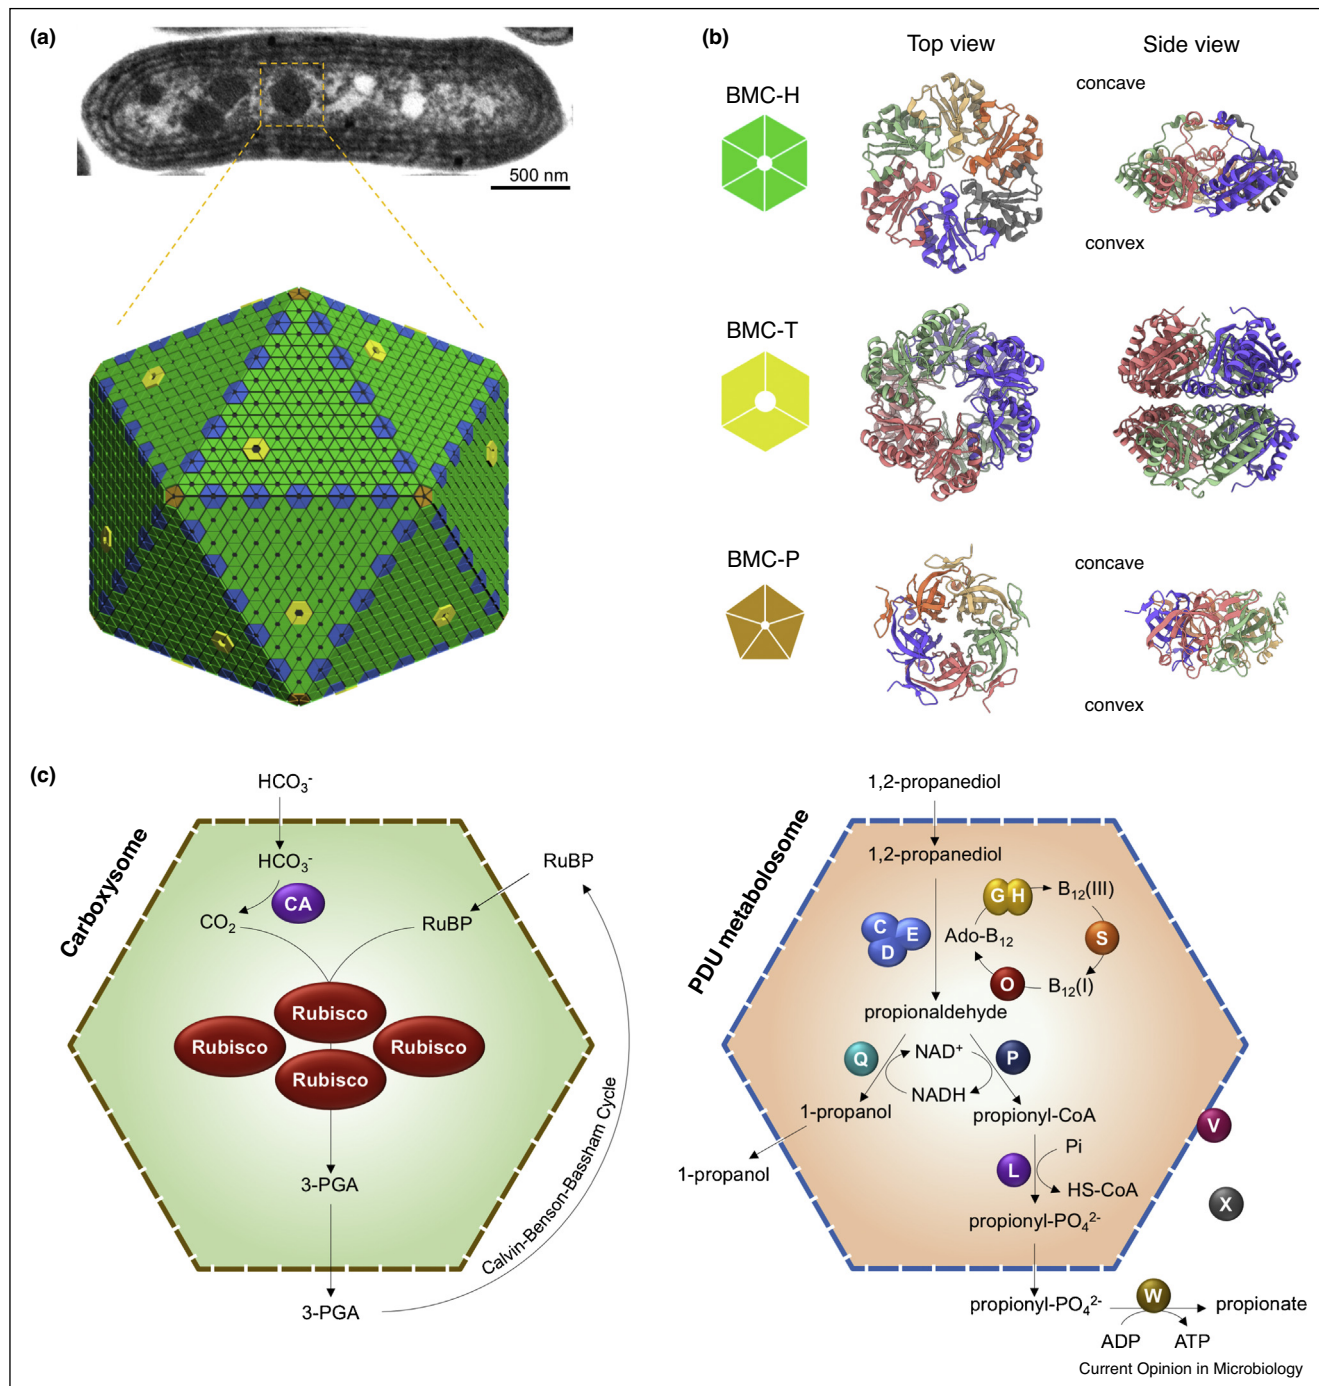 (a)
500 nm
(b)
Top view
Side view
BMC-H
concave
convex
BMC-T
BMC-P
concave
convex
(c)
Carboxysome
HCO₃⁻
HCO₃⁻
CA
CO₂
RuBP
RuBP
Rubisco
Rubisco
Rubisco
Rubisco
3-PGA
3-PGA
Calvin-Benson-Bassham Cycle
PDU metabolosome
1,2-propanediol
1,2-propanediol
G H
B₁₂(III)
C
E
D
Ado-B₁₂
S
O
B₁₂(I)
propionaldehyde
Q
NAD⁺
P
NADH
1-propanol
propionyl-CoA
1-propanol
Pi
L
HS-CoA
propionyl-PO₄²⁻
V
X
propionyl-PO₄²⁻
W
propionate
ADP
ATP
Current Opinion in Microbiology